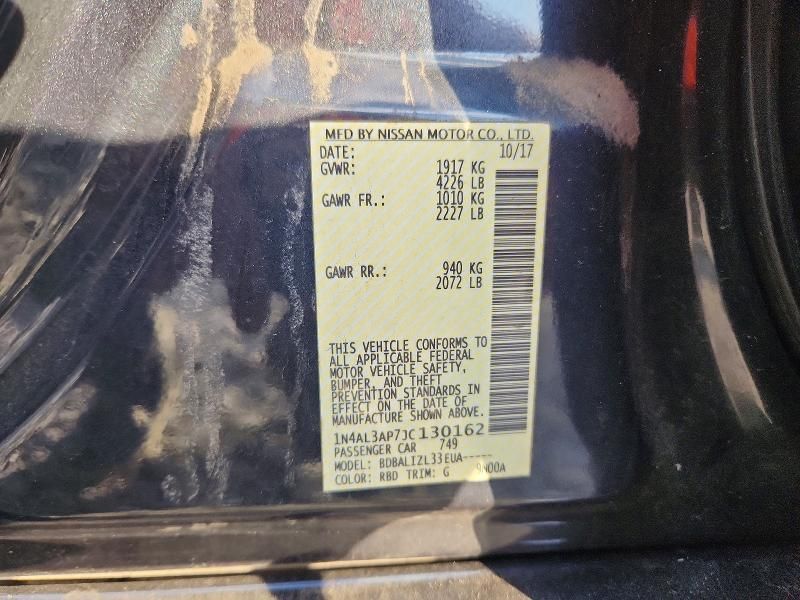 MFD BY NISSAN MOTOR CO., LTD.
DATE: 10/17
GVWR: 1917 KG
4226 LB
GAWR FR.: 1010 KG
2227 LB
GAWR RR.: 940 KG
2072 LB
THIS VEHICLE CONFORMS TO
ALL APPLICABLE FEDERAL
MOTOR VEHICLE SAFETY,
BUMPER, AND THEFT
PREVENTION STANDARDS IN
EFFECT ON THE DATE OF
MANUFACTURE SHOWN ABOVE.
1N4AL3AP7JC130162
PASSENGER CAR 749
MODEL: BDBALIZL33EUA-----
COLOR: RBD TRIM: G 9N00A